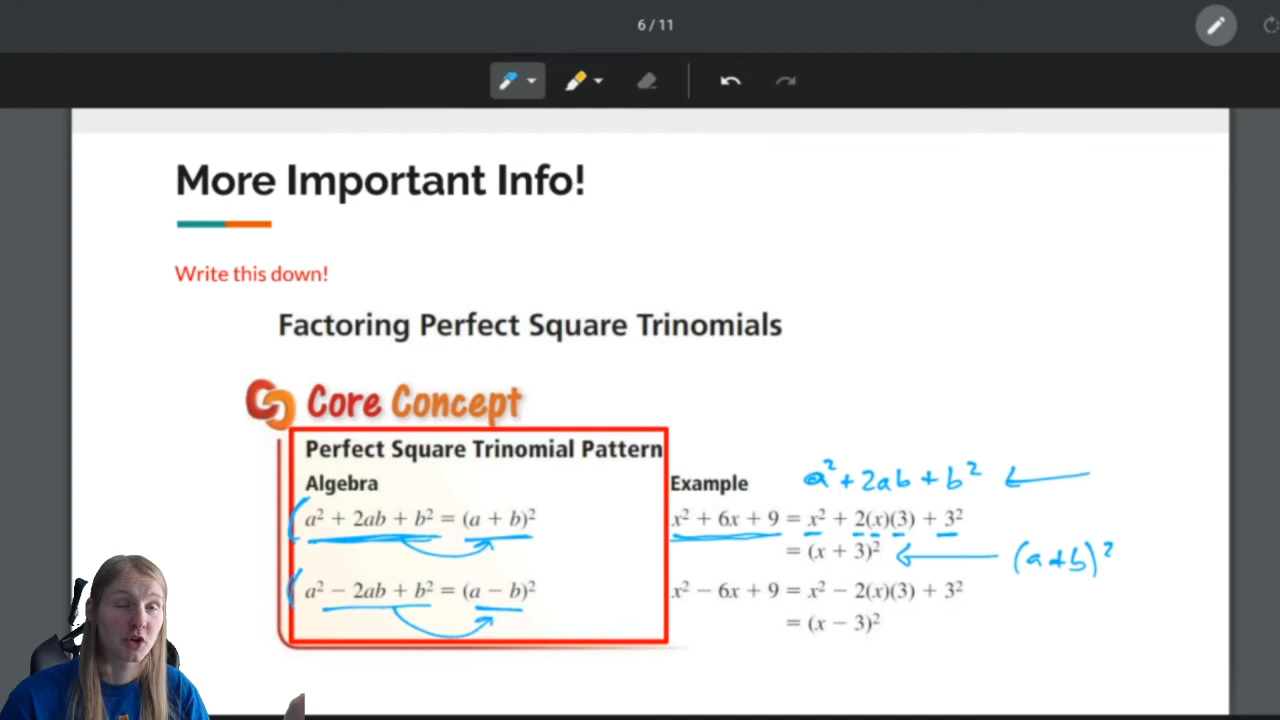 6 / 11
More Important Info!
Write this down!
Factoring Perfect Square Trinomials
Core Concept
Perfect Square Trinomial Pattern
Algebra
Example
a² + 2ab + b²
a² + 2ab + b² = (a + b)²
x² + 6x + 9 = x² + 2(x)(3) + 3²
= (x + 3)²
(a+b)²
a² − 2ab + b² = (a − b)²
x² − 6x + 9 = x² − 2(x)(3) + 3²
= (x − 3)²